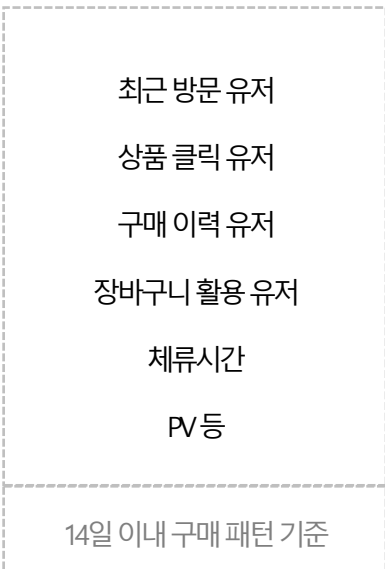 최근 방문 유저
상품 클릭 유저
구매 이력 유저
장바구니 활용 유저
체류시간
PV 등
14일 이내 구매 패턴 기준